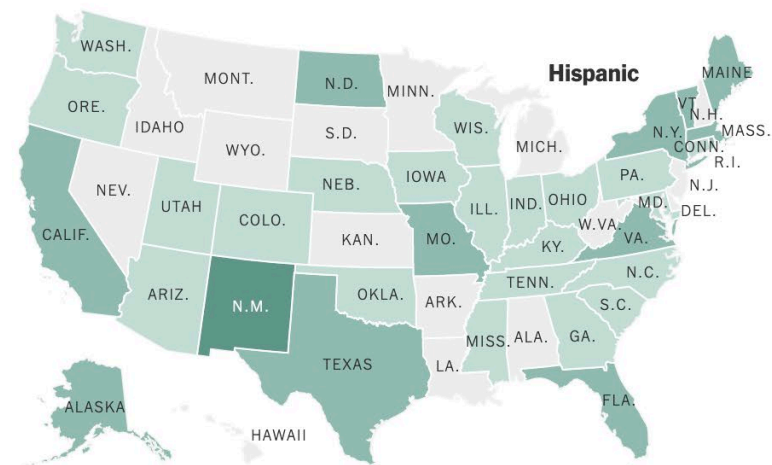 WASH.
MONT.
N.D.
MINN.
Hispanic
MAINE
ORE.
IDAHO
S.D.
WIS.
MICH.
VT.
N.H.
N.Y.
MASS.
CONN.
R.I.
WYO.
NEV.
UTAH
COLO.
NEB.
IOWA
ILL.
IND.
OHIO
PA.
N.J.
MD.
DEL.
W.VA.
VA.
CALIF.
KAN.
MO.
KY.
N.C.
TENN.
ARIZ.
N.M.
OKLA.
ARK.
S.C.
MISS.
ALA.
GA.
TEXAS
LA.
FLA.
ALASKA
HAWAII